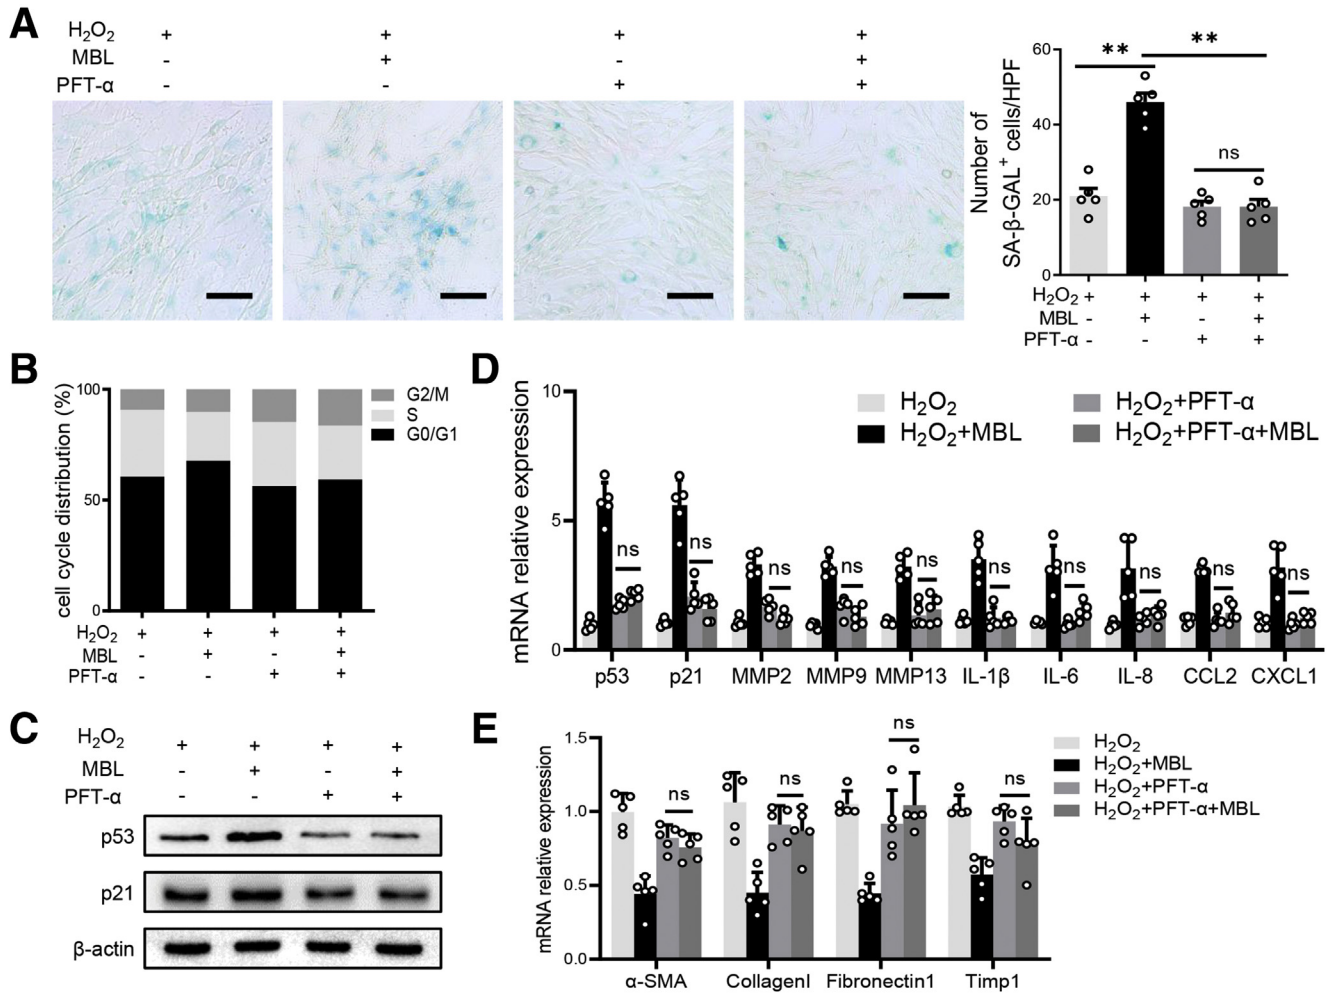 A
H₂O₂ + + + +
MBL - + - +
PFT-α - - + +
Number of
SA-β-GAL⁺ cells/HPF
60
40
20
0
** **
ns
H₂O₂ + + + +
MBL - + - +
PFT-α - - + +
B
cell cycle distribution (%)
100
50
0
G2/M
S
G0/G1
H₂O₂ + + + +
MBL - + - +
PFT-α - - + +
C
H₂O₂ + + + +
MBL - + - +
PFT-α - - + +
p53
p21
β-actin
D
mRNA relative expression
10
5
0
H₂O₂
H₂O₂+MBL
H₂O₂+PFT-α
H₂O₂+PFT-α+MBL
ns ns ns ns ns ns ns ns ns ns
p53 p21 MMP2 MMP9 MMP13 IL-1β IL-6 IL-8 CCL2 CXCL1
E
mRNA relative expression
1.5
1.0
0.5
0.0
ns ns ns ns
H₂O₂
H₂O₂+MBL
H₂O₂+PFT-α
H₂O₂+PFT-α+MBL
α-SMA CollagenI Fibronectin1 Timp1